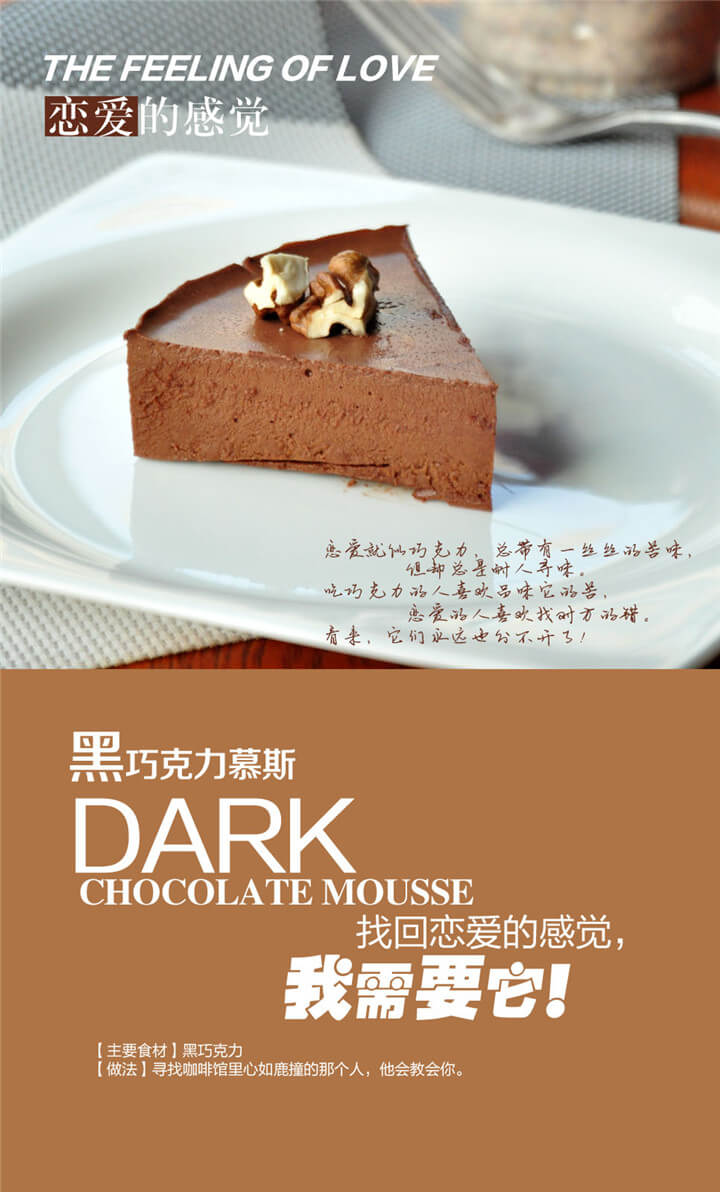 THE FEELING OF LOVE
恋爱的感觉
恋爱就似巧克力，总带有一丝丝的苦味，
但却总是耐人寻味。
吃巧克力的人喜欢品味它的苦，
恋爱的人喜欢找对方的错。
看来，它们永远也分不开了！
黑巧克力慕斯
DARK
CHOCOLATE MOUSSE
找回恋爱的感觉，
我需要它！
【主要食材】黑巧克力
【做法】寻找咖啡馆里心如鹿撞的那个人，他会教会你。